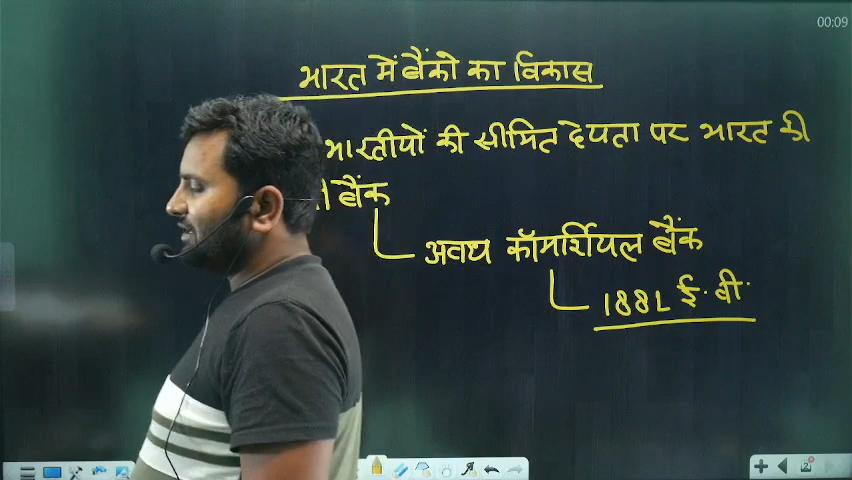 00:09
भारत में बैंको का विकास
भारतीयों की सीमित देयता पर भारत की
बैंक
अवध कॉमर्शियल बैंक
1881 ई. वी.